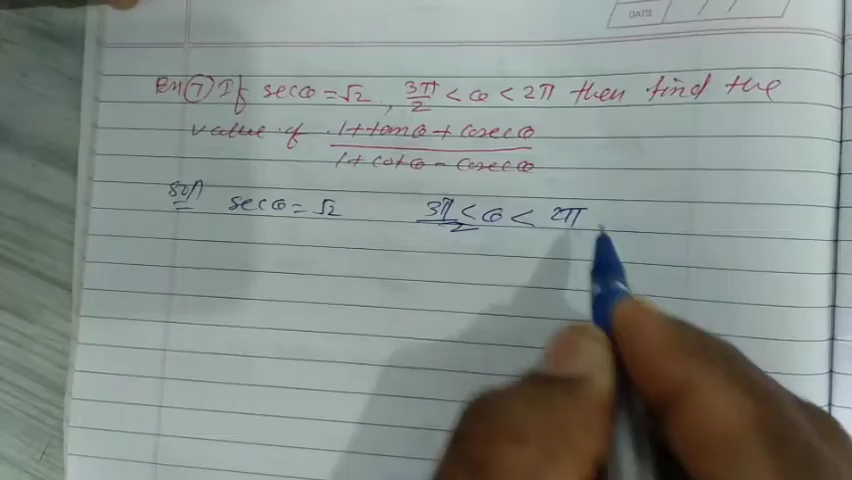 DATE
Ex ⑦ If secθ = √2, 3π/2 < θ < 2π then find the
value of (1 + tanθ + cosecθ)/(1 + cotθ - cosecθ)
Soln secθ = √2 3π/2 < θ < 2π